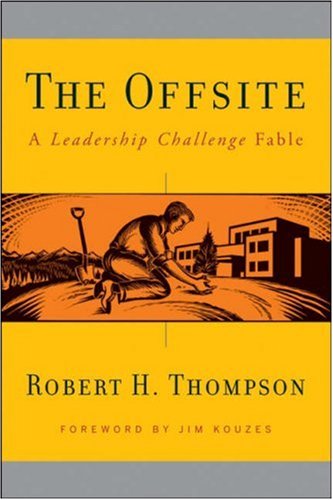 THE OFFSITE
A Leadership Challenge Fable
ROBERT H. THOMPSON
FOREWORD BY JIM KOUZES